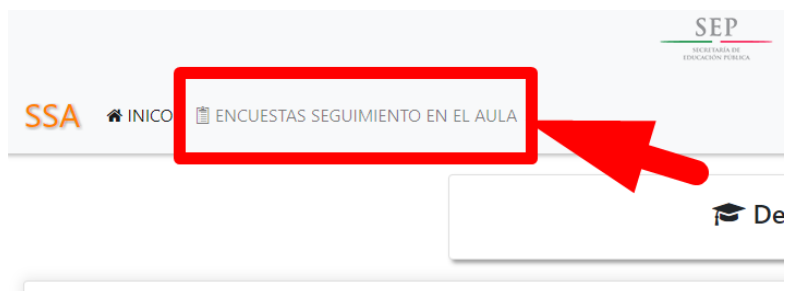 SEP
SECRETARÍA DE
EDUCACIÓN PÚBLICA
SSA INICO ENCUESTAS SEGUIMIENTO EN EL AULA
De